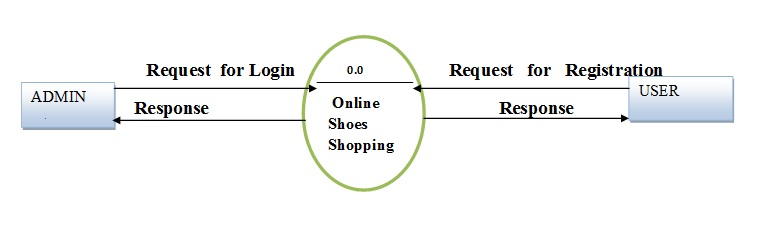 Request for Login
0.0
Request for Registration
ADMIN
USER
Response
Online
Shoes
Shopping
Response